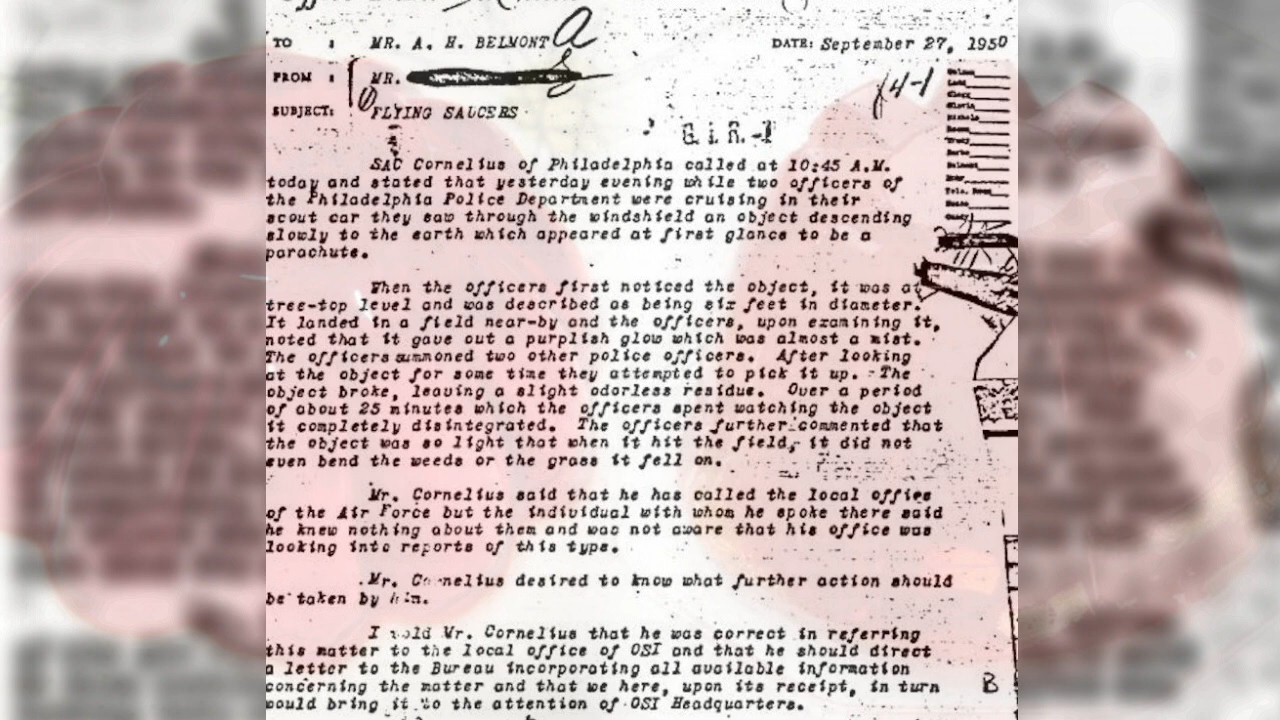 TO : MR. A. H. BELMONT
DATE: September 27, 1950
FROM : MR.
SUBJECT: FLYING SAUCERS
G.I.R.-1
SAC Cornelius of Philadelphia called at 10:45 A.M.
today and stated that yesterday evening while two officers of
the Philadelphia Police Department were cruising in their
scout car they saw through the windshield an object descending
slowly to the earth which appeared at first glance to be a
parachute.
When the officers first noticed the object, it was at
tree-top level and was described as being six feet in diameter.
It landed in a field near-by and the officers, upon examining it,
noted that it gave out a purplish glow which was almost a mist.
The officers summoned two other police officers. After looking
at the object for some time they attempted to pick it up. The
object broke, leaving a slight odorless residue. Over a period
of about 25 minutes which the officers spent watching the object
it completely disintegrated. The officers further commented that
the object was so light that when it hit the field, it did not
even bend the weeds or the grass it fell on.
Mr. Cornelius said that he has called the local office
of the Air Force but the individual with whom he spoke there said
he knew nothing about them and was not aware that his office was
looking into reports of this type.
Mr. Cornelius desired to know what further action should
be taken by him.
I told Mr. Cornelius that he was correct in referring
this matter to the local office of OSI and that he should direct
a letter to the Bureau incorporating all available information
concerning the matter and that we here, upon its receipt, in turn
would bring it to the attention of OSI Headquarters.
B